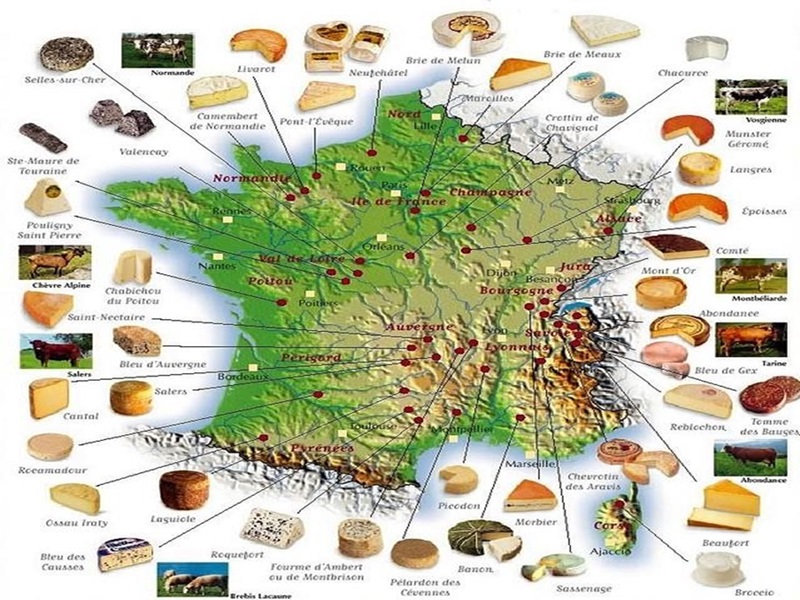 Selles-sur-Cher
Normande
Livarot
Neufchâtel
Brie de Melun
Brie de Meaux
Chaource
Camembert
de Normandie
Pont-l'Évêque
Maroilles
Crottin de
Chavignol
Vosgienne
Valençay
Munster
Géromé
Ste-Maure de
Touraine
Langres
Pouligny
Saint Pierre
Époisses
Chèvre Alpine
Comté
Chabichou
du Poitou
Mont d'Or
Montbéliarde
Saint-Nectaire
Abondance
Salers
Tarine
Bleu d'Auvergne
Bleu de Gex
Salers
Cantal
Reblochon
Tomme
des Bauges
Rocamadour
Abondance
Chevrotin
des Aravis
Ossau Iraty
Laguiole
Picodon
Morbier
Beaufort
Bleu des
Causses
Roquefort
Fourme d'Ambert
ou de Montbrison
Pélardon des
Cévennes
Banon
Sassenage
Broccio
Brebis Lacaune
Nord
Lille
Rouen
Normandie
Paris
Ile de France
Champagne
Metz
Strasbourg
Alsace
Rennes
Orléans
Nantes
Val de Loire
Dijon
Jura
Besançon
Poitou
Bourgogne
Poitiers
Auvergne
Lyon
Lyonnais
Savoie
Périgord
Bordeaux
Toulouse
Montpellier
Pyrénées
Marseille
Corse
Ajaccio